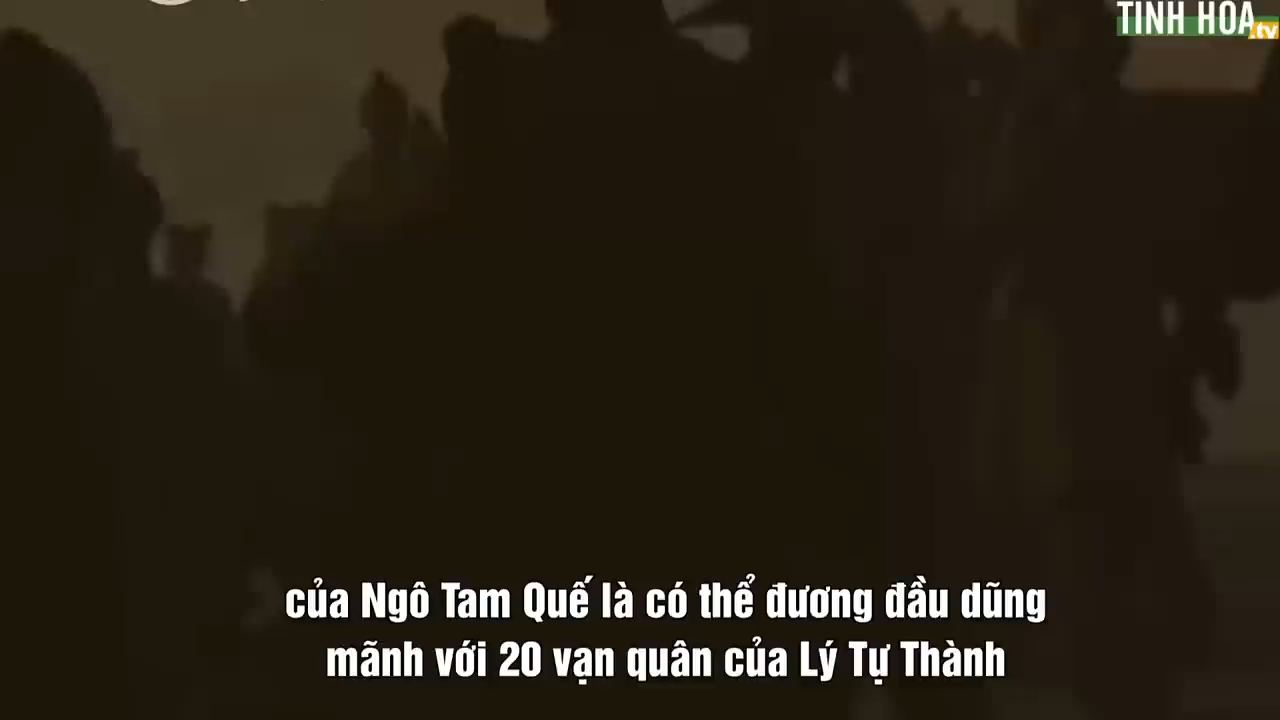 TINH HOA
.tv
của Ngô Tam Quế là có thể đương đầu dũng
mãnh với 20 vạn quân của Lý Tự Thành